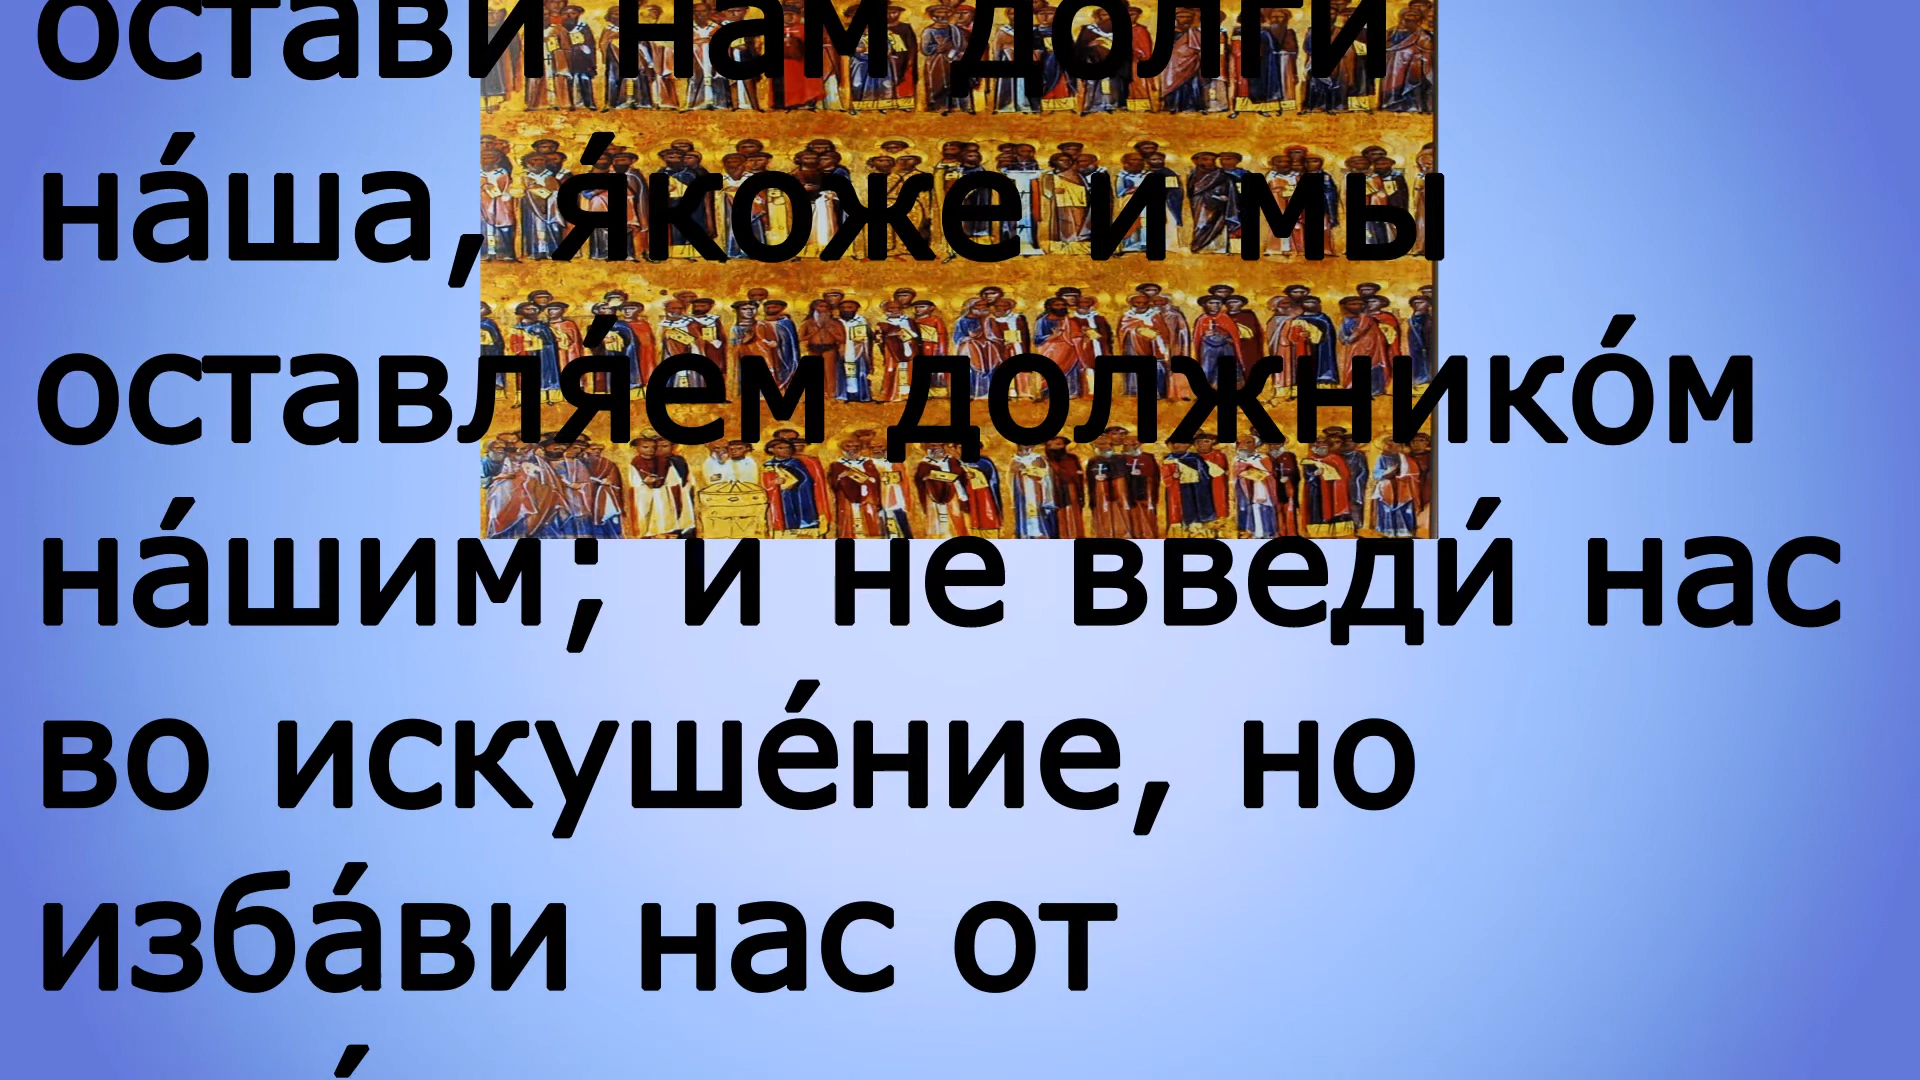 остави нам долги
на́ша, я́коже и мы
оставля́ем должнико́м
на́шим; и не введи́ нас
во искуше́ние, но
изба́ви нас от